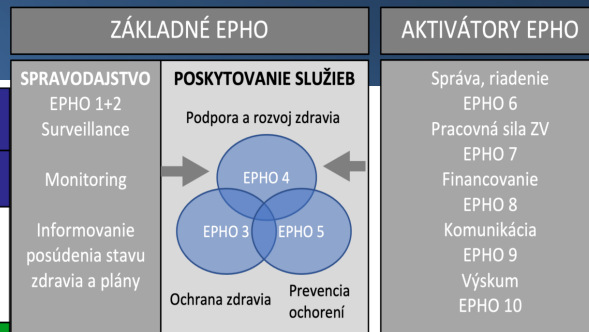 ZÁKLADNÉ EPHO
SPRAVODAJSTVO
EPHO 1+2
Surveillance
Monitoring
Informovanie
posúdenia stavu
zdravia a plány
POSKYTOVANIE SLUŽIEB
Podpora a rozvoj zdravia
EPHO 4
EPHO 3
EPHO 5
Ochrana zdravia
Prevencia
ochorení
AKTIVÁTORY EPHO
Správa, riadenie
EPHO 6
Pracovná sila ZV
EPHO 7
Financovanie
EPHO 8
Komunikácia
EPHO 9
Výskum
EPHO 10